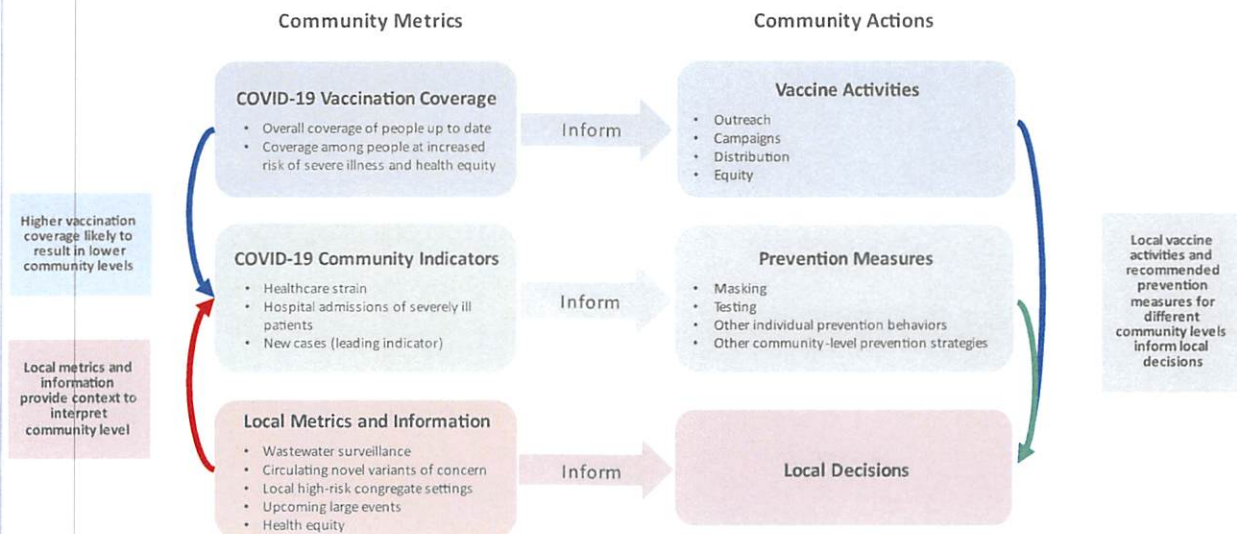 Community Metrics
Community Actions
COVID-19 Vaccination Coverage
• Overall coverage of people up to date
• Coverage among people at increased
risk of severe illness and health equity
Inform
Vaccine Activities
• Outreach
• Campaigns
• Distribution
• Equity
Higher vaccination
coverage likely to
result in lower
community levels
COVID-19 Community Indicators
• Healthcare strain
• Hospital admissions of severely ill
patients
• New cases (leading indicator)
Inform
Prevention Measures
• Masking
• Testing
• Other individual prevention behaviors
• Other community-level prevention strategies
Local vaccine
activities and
recommended
prevention
measures for
different
community levels
inform local
decisions
Local metrics and
information
provide context to
interpret
community level
Local Metrics and Information
• Wastewater surveillance
• Circulating novel variants of concern
• Local high-risk congregate settings
• Upcoming large events
• Health equity
Inform
Local Decisions